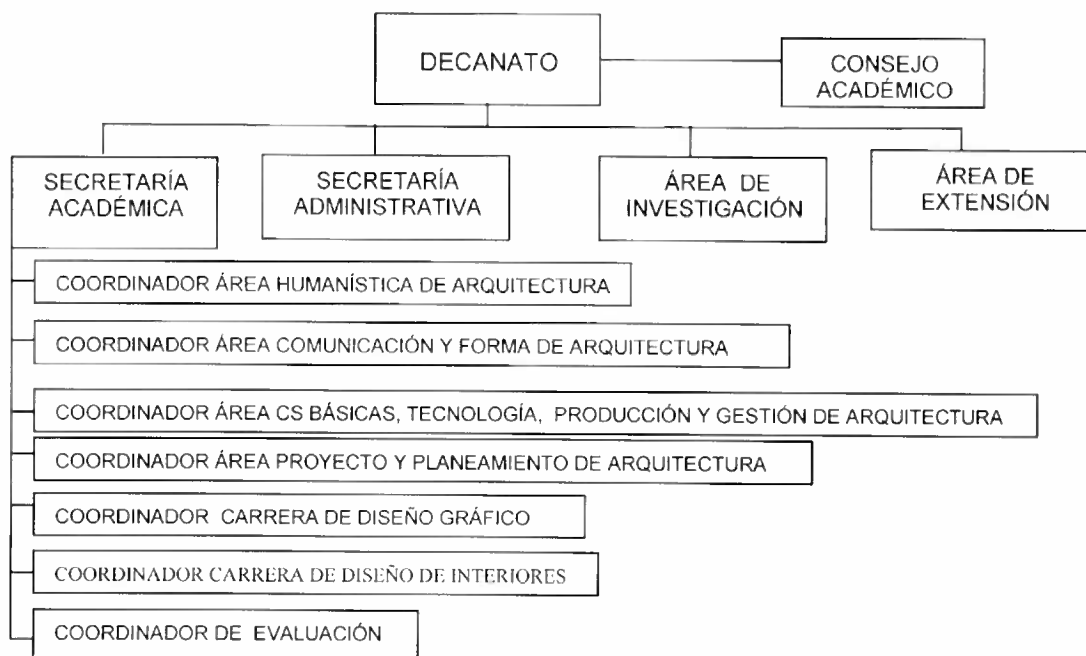 DECANATO
CONSEJO
ACADÉMICO
SECRETARÍA
ACADÉMICA
SECRETARÍA
ADMINISTRATIVA
ÁREA DE
INVESTIGACIÓN
ÁREA DE
EXTENSIÓN
COORDINADOR ÁREA HUMANÍSTICA DE ARQUITECTURA
COORDINADOR ÁREA COMUNICACIÓN Y FORMA DE ARQUITECTURA
COORDINADOR ÁREA CS BÁSICAS, TECNOLOGÍA, PRODUCCIÓN Y GESTIÓN DE ARQUITECTURA
COORDINADOR ÁREA PROYECTO Y PLANEAMIENTO DE ARQUITECTURA
COORDINADOR CARRERA DE DISEÑO GRÁFICO
COORDINADOR CARRERA DE DISEÑO DE INTERIORES
COORDINADOR DE EVALUACIÓN